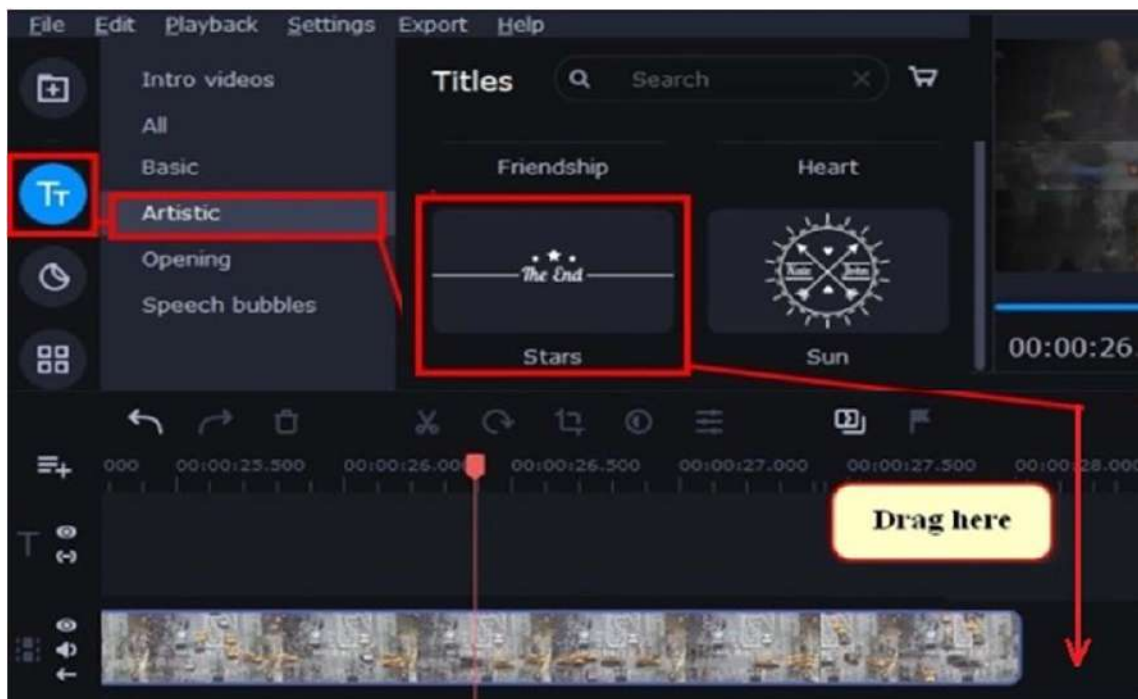 File Edit Playback Settings Export Help
Intro videos
All
Basic
Artistic
Opening
Speech bubbles
Titles
Search
Friendship
Heart
The End
Kate John
Stars
Sun
00:00:26
000 00:00:25.500 00:00:26.000 00:00:26.500 00:00:27.000 00:00:27.500 00:00:28.000
Drag here